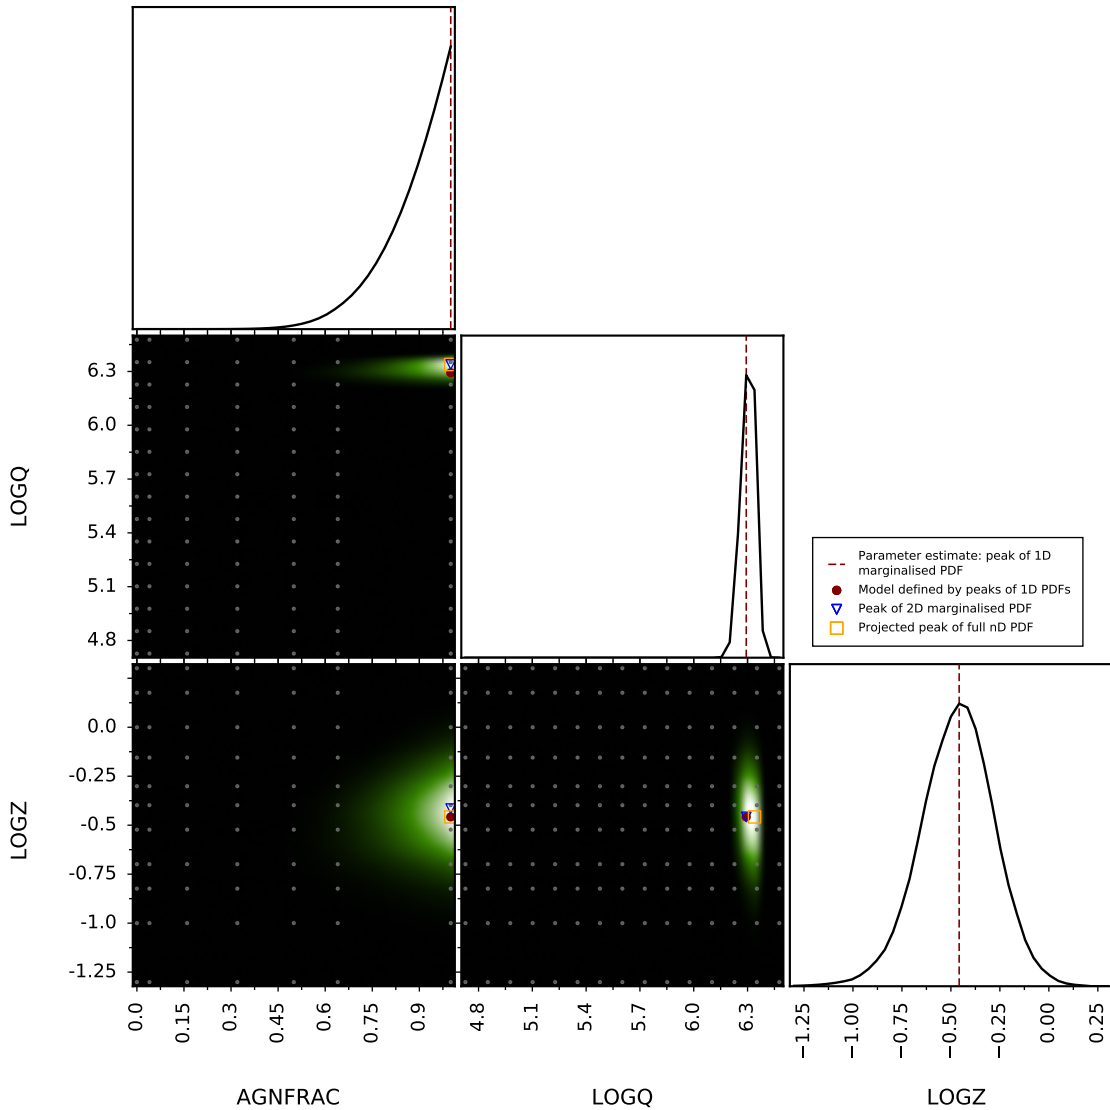 LOGQ
6.3
6.0
5.7
5.4
5.1
4.8
Parameter estimate: peak of 1D
marginalised PDF
Model defined by peaks of 1D PDFs
Peak of 2D marginalised PDF
Projected peak of full nD PDF
LOGZ
0.0
-0.25
-0.5
-0.75
-1.0
-1.25
0.0 0.15 0.3 0.45 0.6 0.75 0.9 4.8 5.1 5.4 5.7 6.0 6.3 −1.25 −1.00 −0.75 −0.50 −0.25 0.00 0.25
AGNFRAC LOGQ LOGZ